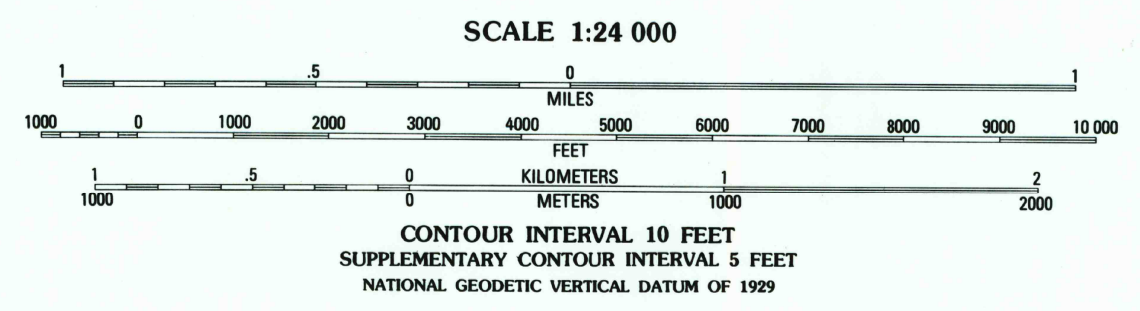 SCALE 1:24 000
1 .5 0 1
MILES
1000 0 1000 2000 3000 4000 5000 6000 7000 8000 9000 10 000
FEET
1 .5 0 KILOMETERS 1 2
1000 0 METERS 1000 2000
CONTOUR INTERVAL 10 FEET
SUPPLEMENTARY CONTOUR INTERVAL 5 FEET
NATIONAL GEODETIC VERTICAL DATUM OF 1929